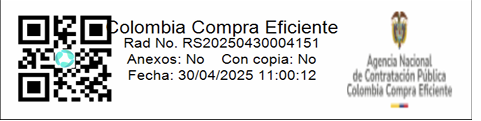 Colombia Compra Eficiente
Rad No. RS20250430004151
Anexos: No Con copia: No
Fecha: 30/04/2025 11:00:12
Agencia Nacional
de Contratación Pública
Colombia Compra Eficiente